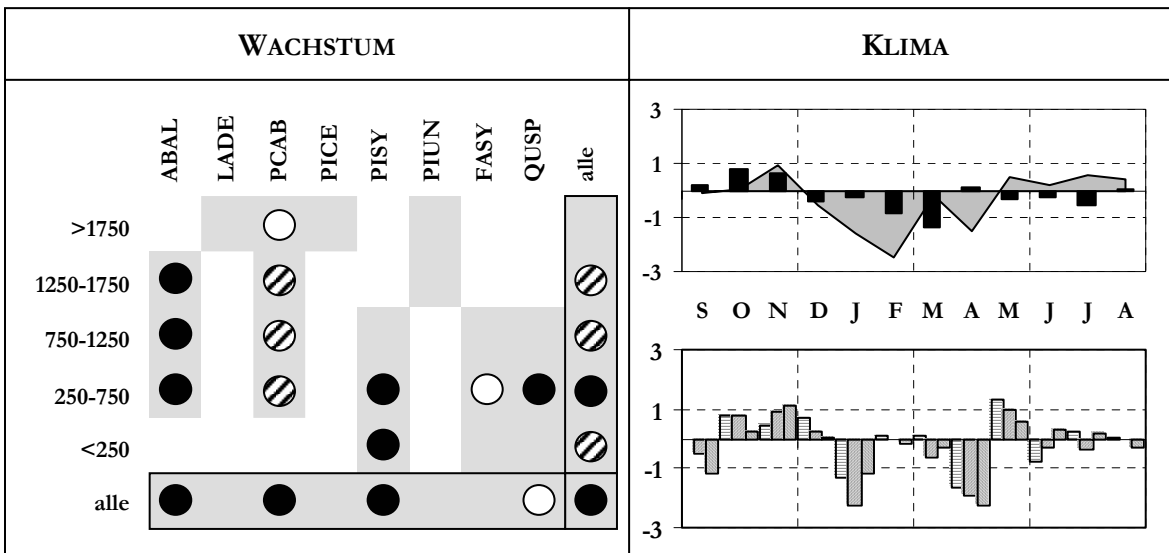 WACHSTUM
KLIMA
ABAL LADE PCAB PICE PISY PIUN FASY QUSP alle
>1750
1250-1750
750-1250
250-750
<250
alle
3
1
-1
-3
S O N D J F M A M J J A
3
1
-1
-3